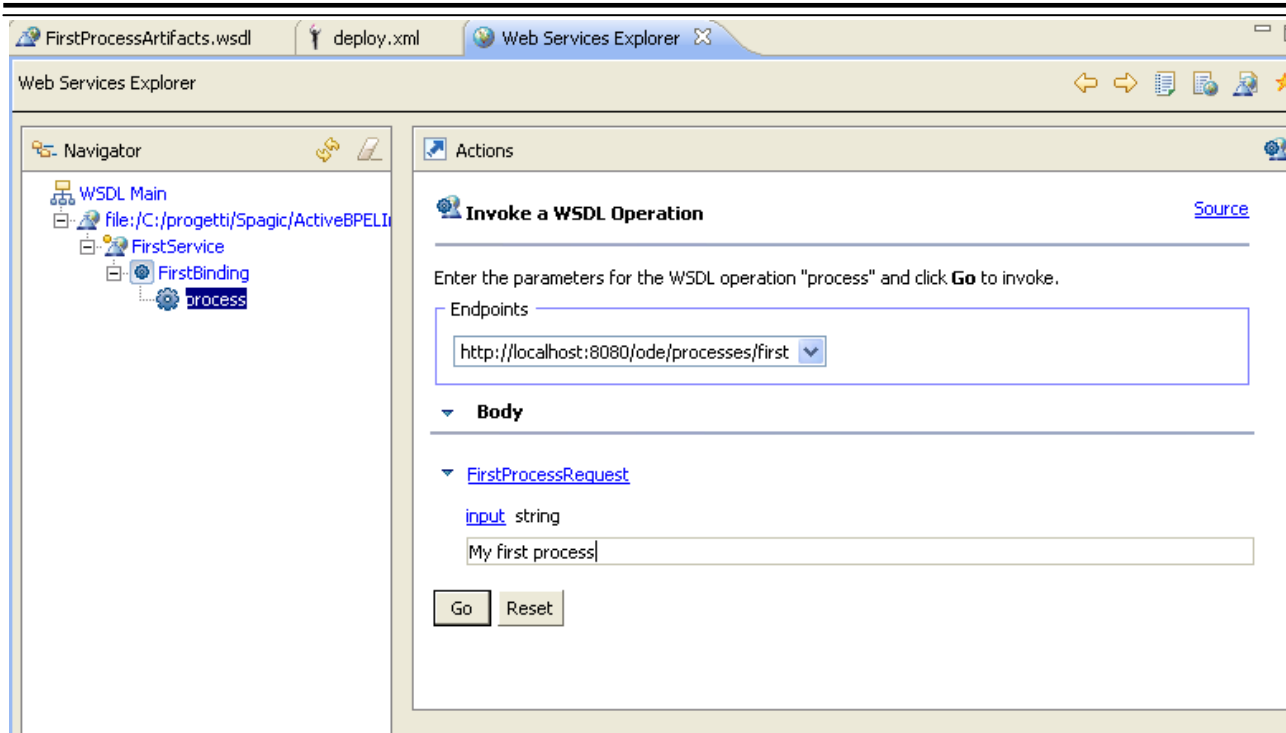 FirstProcessArtifacts.wsdl deploy.xml Web Services Explorer
Web Services Explorer
Navigator
WSDL Main
file:/C:/progetti/Spagic/ActiveBPELI
FirstService
FirstBinding
process
Actions
Invoke a WSDL Operation Source
Enter the parameters for the WSDL operation "process" and click Go to invoke.
Endpoints
http://localhost:8080/ode/processes/first
Body
FirstProcessRequest
input string
My first process
Go Reset